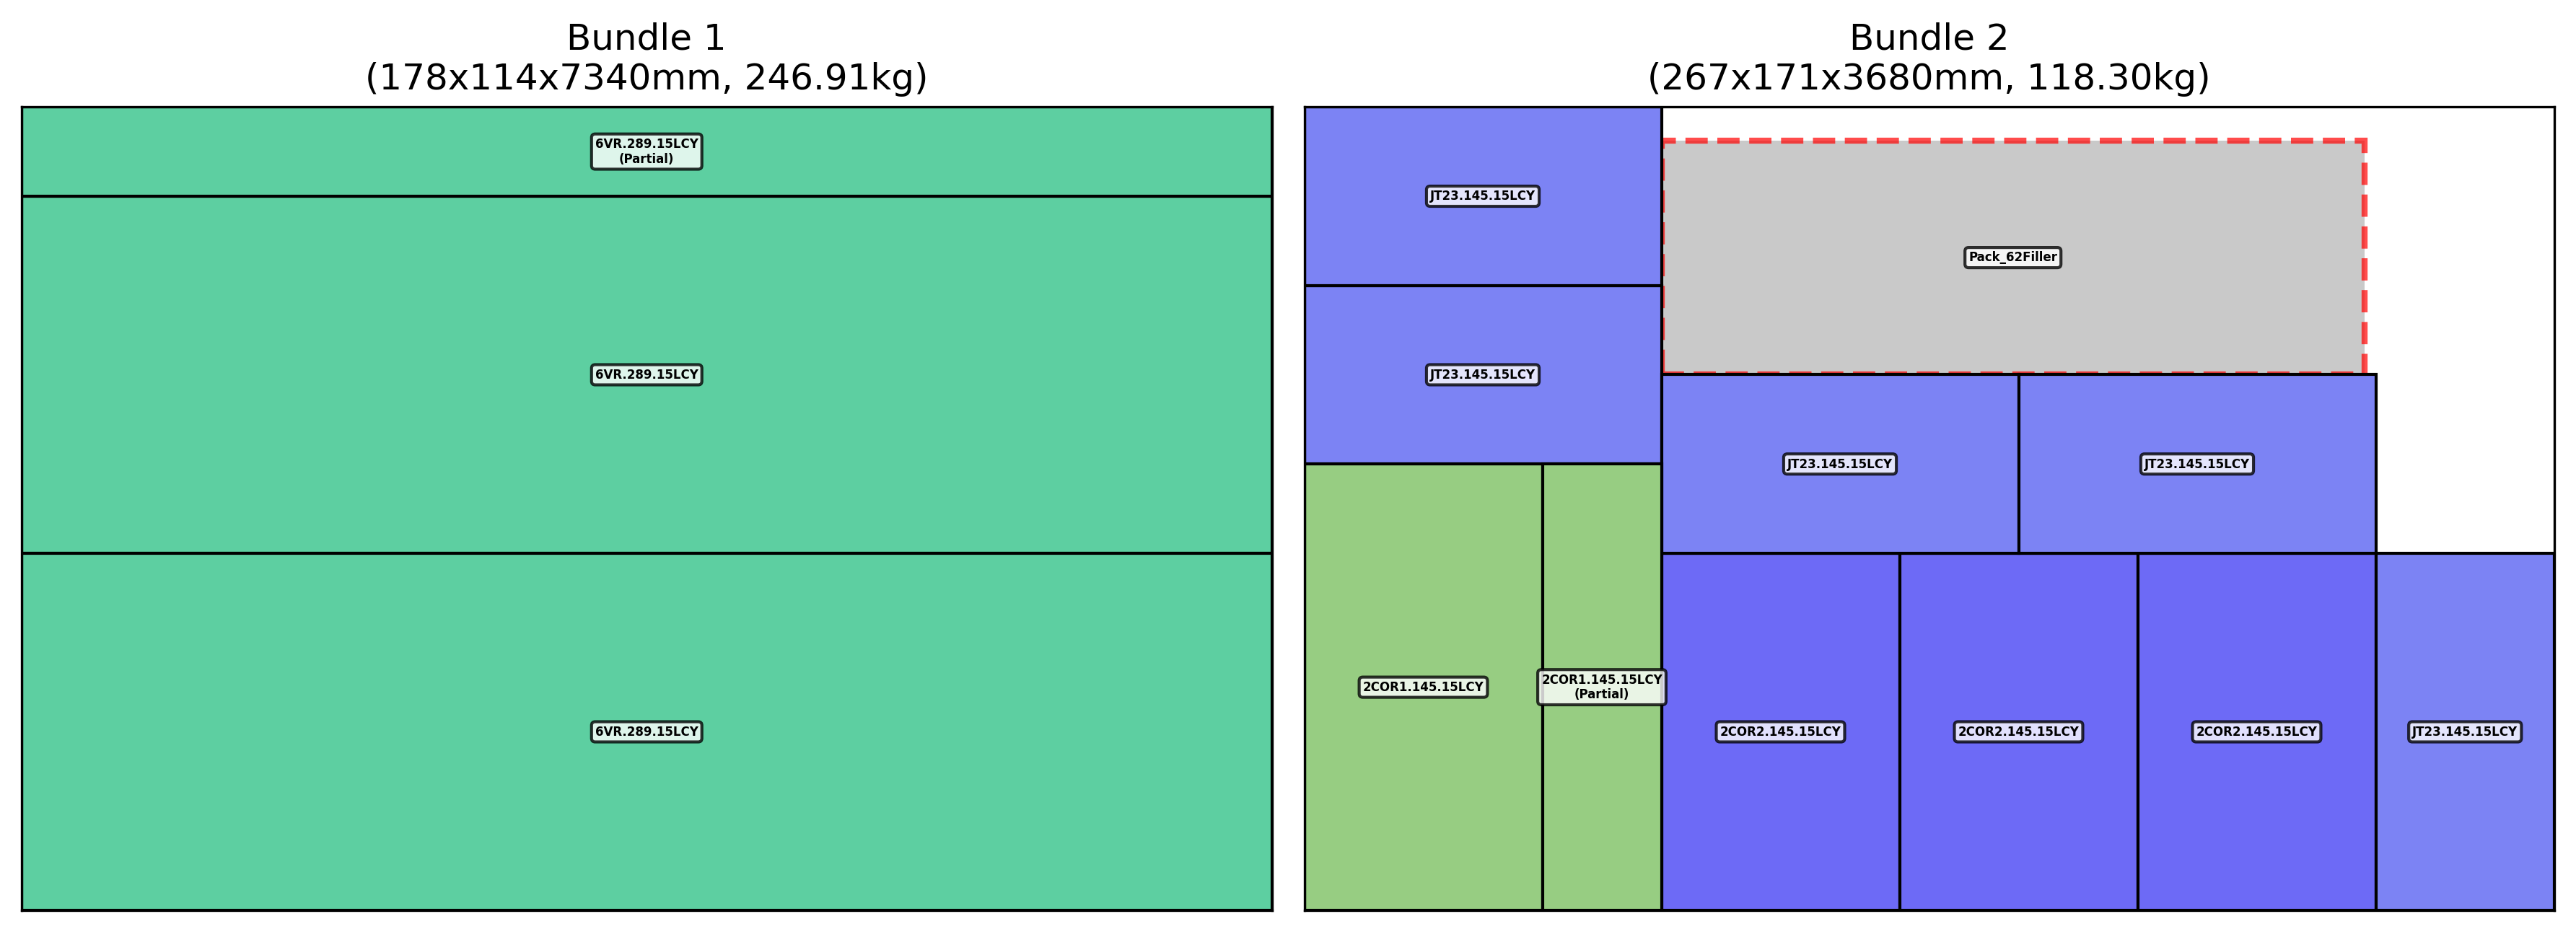 Bundle 1
(178x114x7340mm, 246.91kg)
6VR.289.15LCY
(Partial)
6VR.289.15LCY
6VR.289.15LCY
Bundle 2
(267x171x3680mm, 118.30kg)
JT23.145.15LCY
Pack_62Filler
JT23.145.15LCY
JT23.145.15LCY
JT23.145.15LCY
2COR1.145.15LCY
2COR1.145.15LCY
(Partial)
2COR2.145.15LCY
2COR2.145.15LCY
2COR2.145.15LCY
JT23.145.15LCY